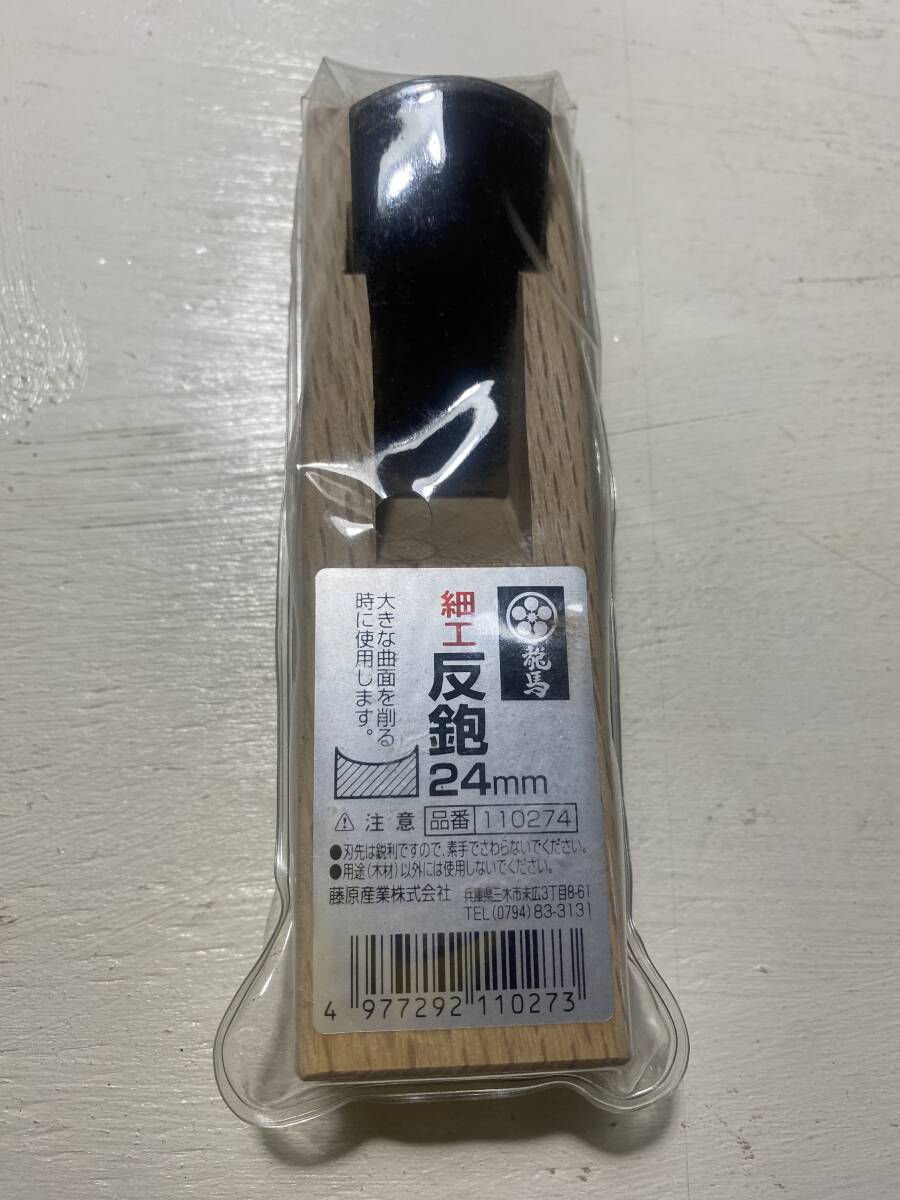 龍馬
細工
反鉋
24mm
大きな曲面を削る
時に使用します。
⚠ 注意 品番 110274
●刃先は鋭利ですので、素手でさわらないでください。
●用途(木材)以外には使用しないでください。
藤原産業株式会社 兵庫県三木市末広3丁目8-61
TEL(0794)83-3131
4 977292 110273